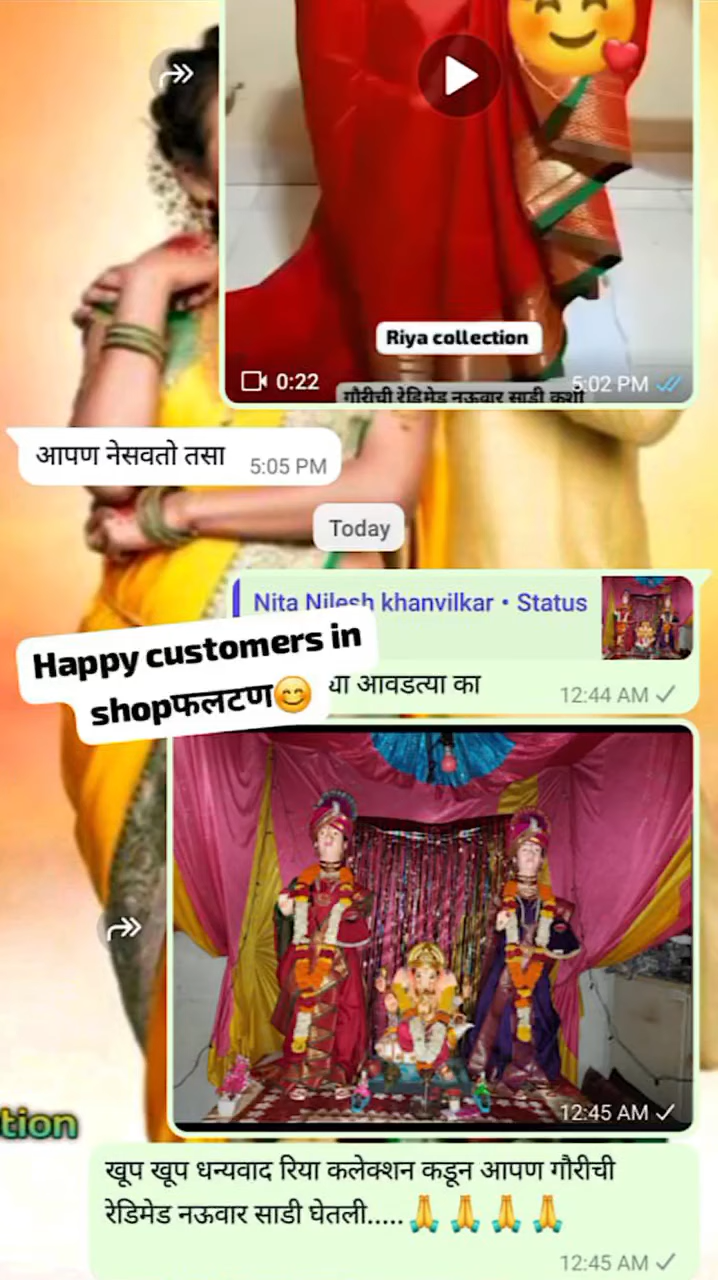 Riya collection
0:22
5:02 PM
गौरीची रेडिमेड नऊवार साडी कशी
आपण नेसवतो तसा
5:05 PM
Today
Nita Nilesh khanvilkar • Status
Happy customers in
shopफलटण😊
आवडत्या का
12:44 AM
12:45 AM
tion
खूप खूप धन्यवाद रिया कलेक्शन कडून आपण गौरीची
रेडिमेड नऊवार साडी घेतली.....🙏🙏🙏🙏
12:45 AM